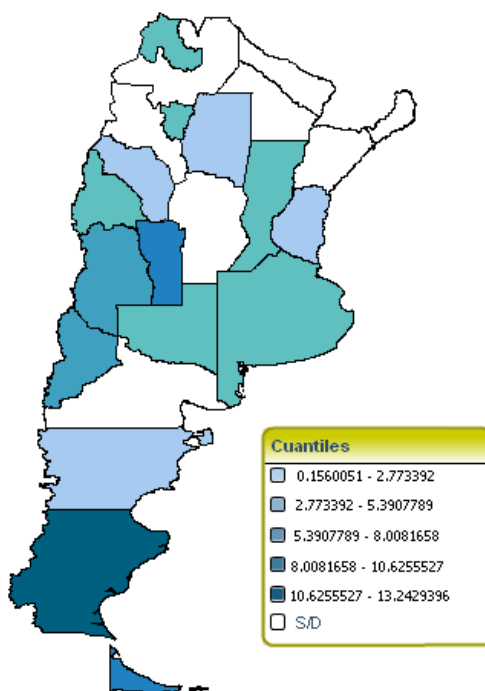 Cuantiles
0.1560051 - 2.773392
2.773392 - 5.3907789
5.3907789 - 8.0081658
8.0081658 - 10.6255527
10.6255527 - 13.2429396
S/D